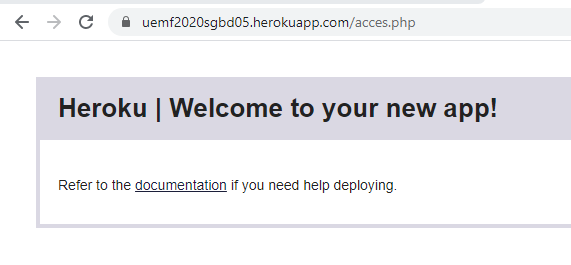 uemf2020sgbd05.herokuapp.com/acces.php
Heroku | Welcome to your new app!
Refer to the documentation if you need help deploying.